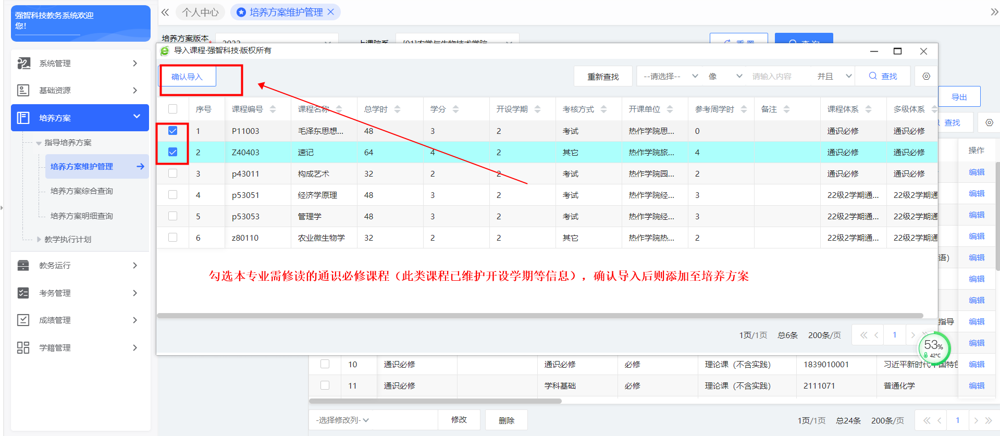 强智科技教务系统欢迎
您！
个人中心
培养方案维护管理
培养方案版本
*
导入课程·强智科技·版权所有
系统管理
基础资源
培养方案
指导培养方案
培养方案维护管理
培养方案综合查询
培养方案明细查询
教学执行计划
教务运行
考务管理
成绩管理
学籍管理
确认导入
重新查找
--请选择--
像
请输入内容
并且
查找
序号 课程编号 课程名称 总学时 学分 开设学期 考核方式 开课单位 参考周学时 备注 课程体系 多级体系
1 P11003 毛泽东思想... 48 3 2 考试 热作学院思... 0 通识必修 通识必修
2 Z40403 速记 64 4 2 其它 热作学院旅... 4 通识必修 通识必修
3 p43011 构成艺术 32 2 2 考试 热作学院园... 2 通识必修 通识必修
4 p53051 经济学原理 48 3 2 考试 热作学院经... 3 22级2学期通... 22级2学期通
5 p53053 管理学 48 3 2 考试 热作学院经... 3 22级2学期通... 22级2学期通
6 z80110 农业微生物学 32 2 2 其它 热作学院热... 2 22级2学期通... 22级2学期通
勾选本专业需修读的通识必修课程（此类课程已维护开设学期等信息），确认导入后则添加至培养方案
1页/1页 总6条 200条/页
1
53%
42°C
导出
查找
操作
编辑
编辑
编辑
编辑
语) 编辑
编辑
编辑
指导 编辑
编辑
10 通识必修 通识必修 必修 理论课（不含实践) 1839010001 习近平新时代中国特色 编辑
11 通识必修 学科基础 必修 理论课（不含实践) 2111071 普通化学 编辑
-选择修改列-
修改
删除
1页/1页 总24条 200条/页
1